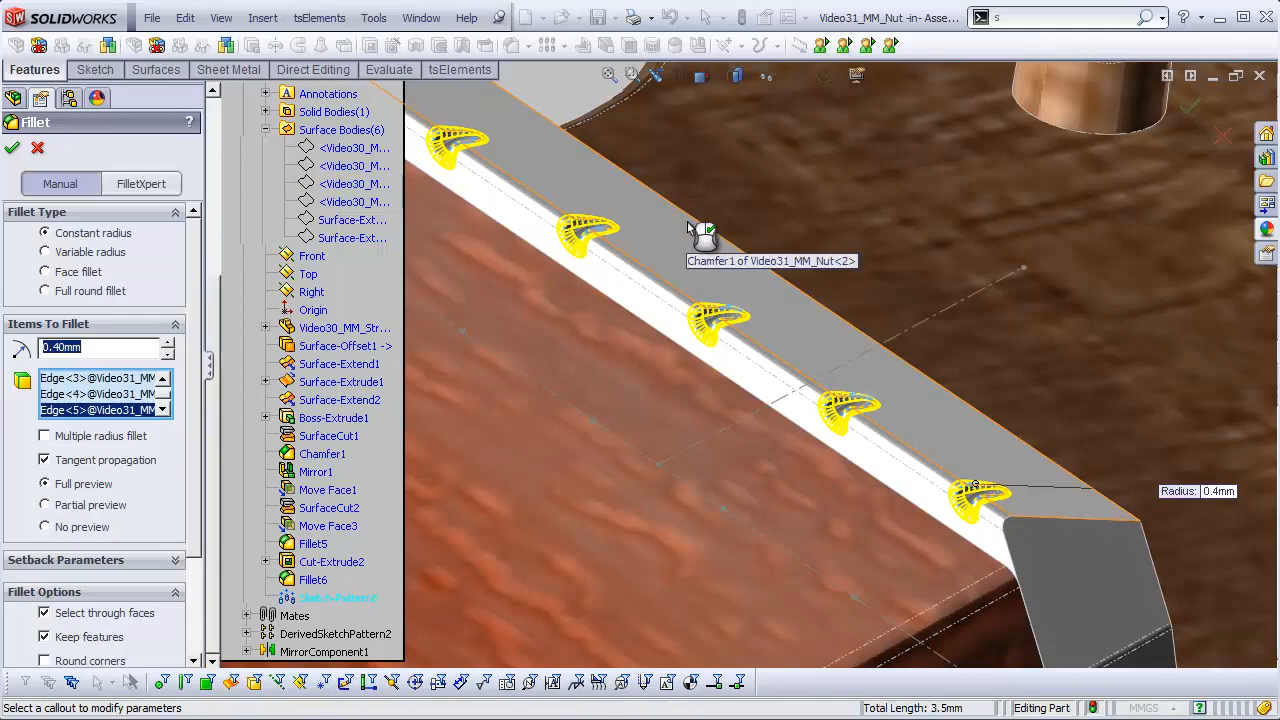 SOLIDWORKS File Edit View Insert tsElements Tools Window Help Video31_MM_Nut -in- Asse... s
Features Sketch Surfaces Sheet Metal Direct Editing Evaluate tsElements
Fillet ?
Manual FilletXpert
Fillet Type
Constant radius
Variable radius
Face fillet
Full round fillet
Items To Fillet
0.40mm
Edge<3>@Video31_MM
Edge<4>@Video31_MM
Edge<5>@Video31_MM
Multiple radius fillet
Tangent propagation
Full preview
Partial preview
No preview
Setback Parameters
Fillet Options
Select through faces
Keep features
Round corners
Annotations
Solid Bodies(1)
Surface Bodies(6)
<Video30_M...
<Video30_M...
<Video30_M...
<Video30_M...
Surface-Ext...
Surface-Ext...
Front
Top
Right
Origin
Video30_MM_Str...
Surface-Offset1 ->
Surface-Extend1
Surface-Extrude1
Surface-Extend2
Boss-Extrude1
SurfaceCut1
Chamfer1
Mirror1
Move Face1
SurfaceCut2
Move Face3
Fillet5
Cut-Extrude2
Fillet6
Sketch-Pattern6
Mates
DerivedSketchPattern2
MirrorComponent1
Chamfer1 of Video31_MM_Nut<2>
Radius: 0.4mm
Select a callout to modify parameters Total Length: 3.5mm Editing Part MMGS ?